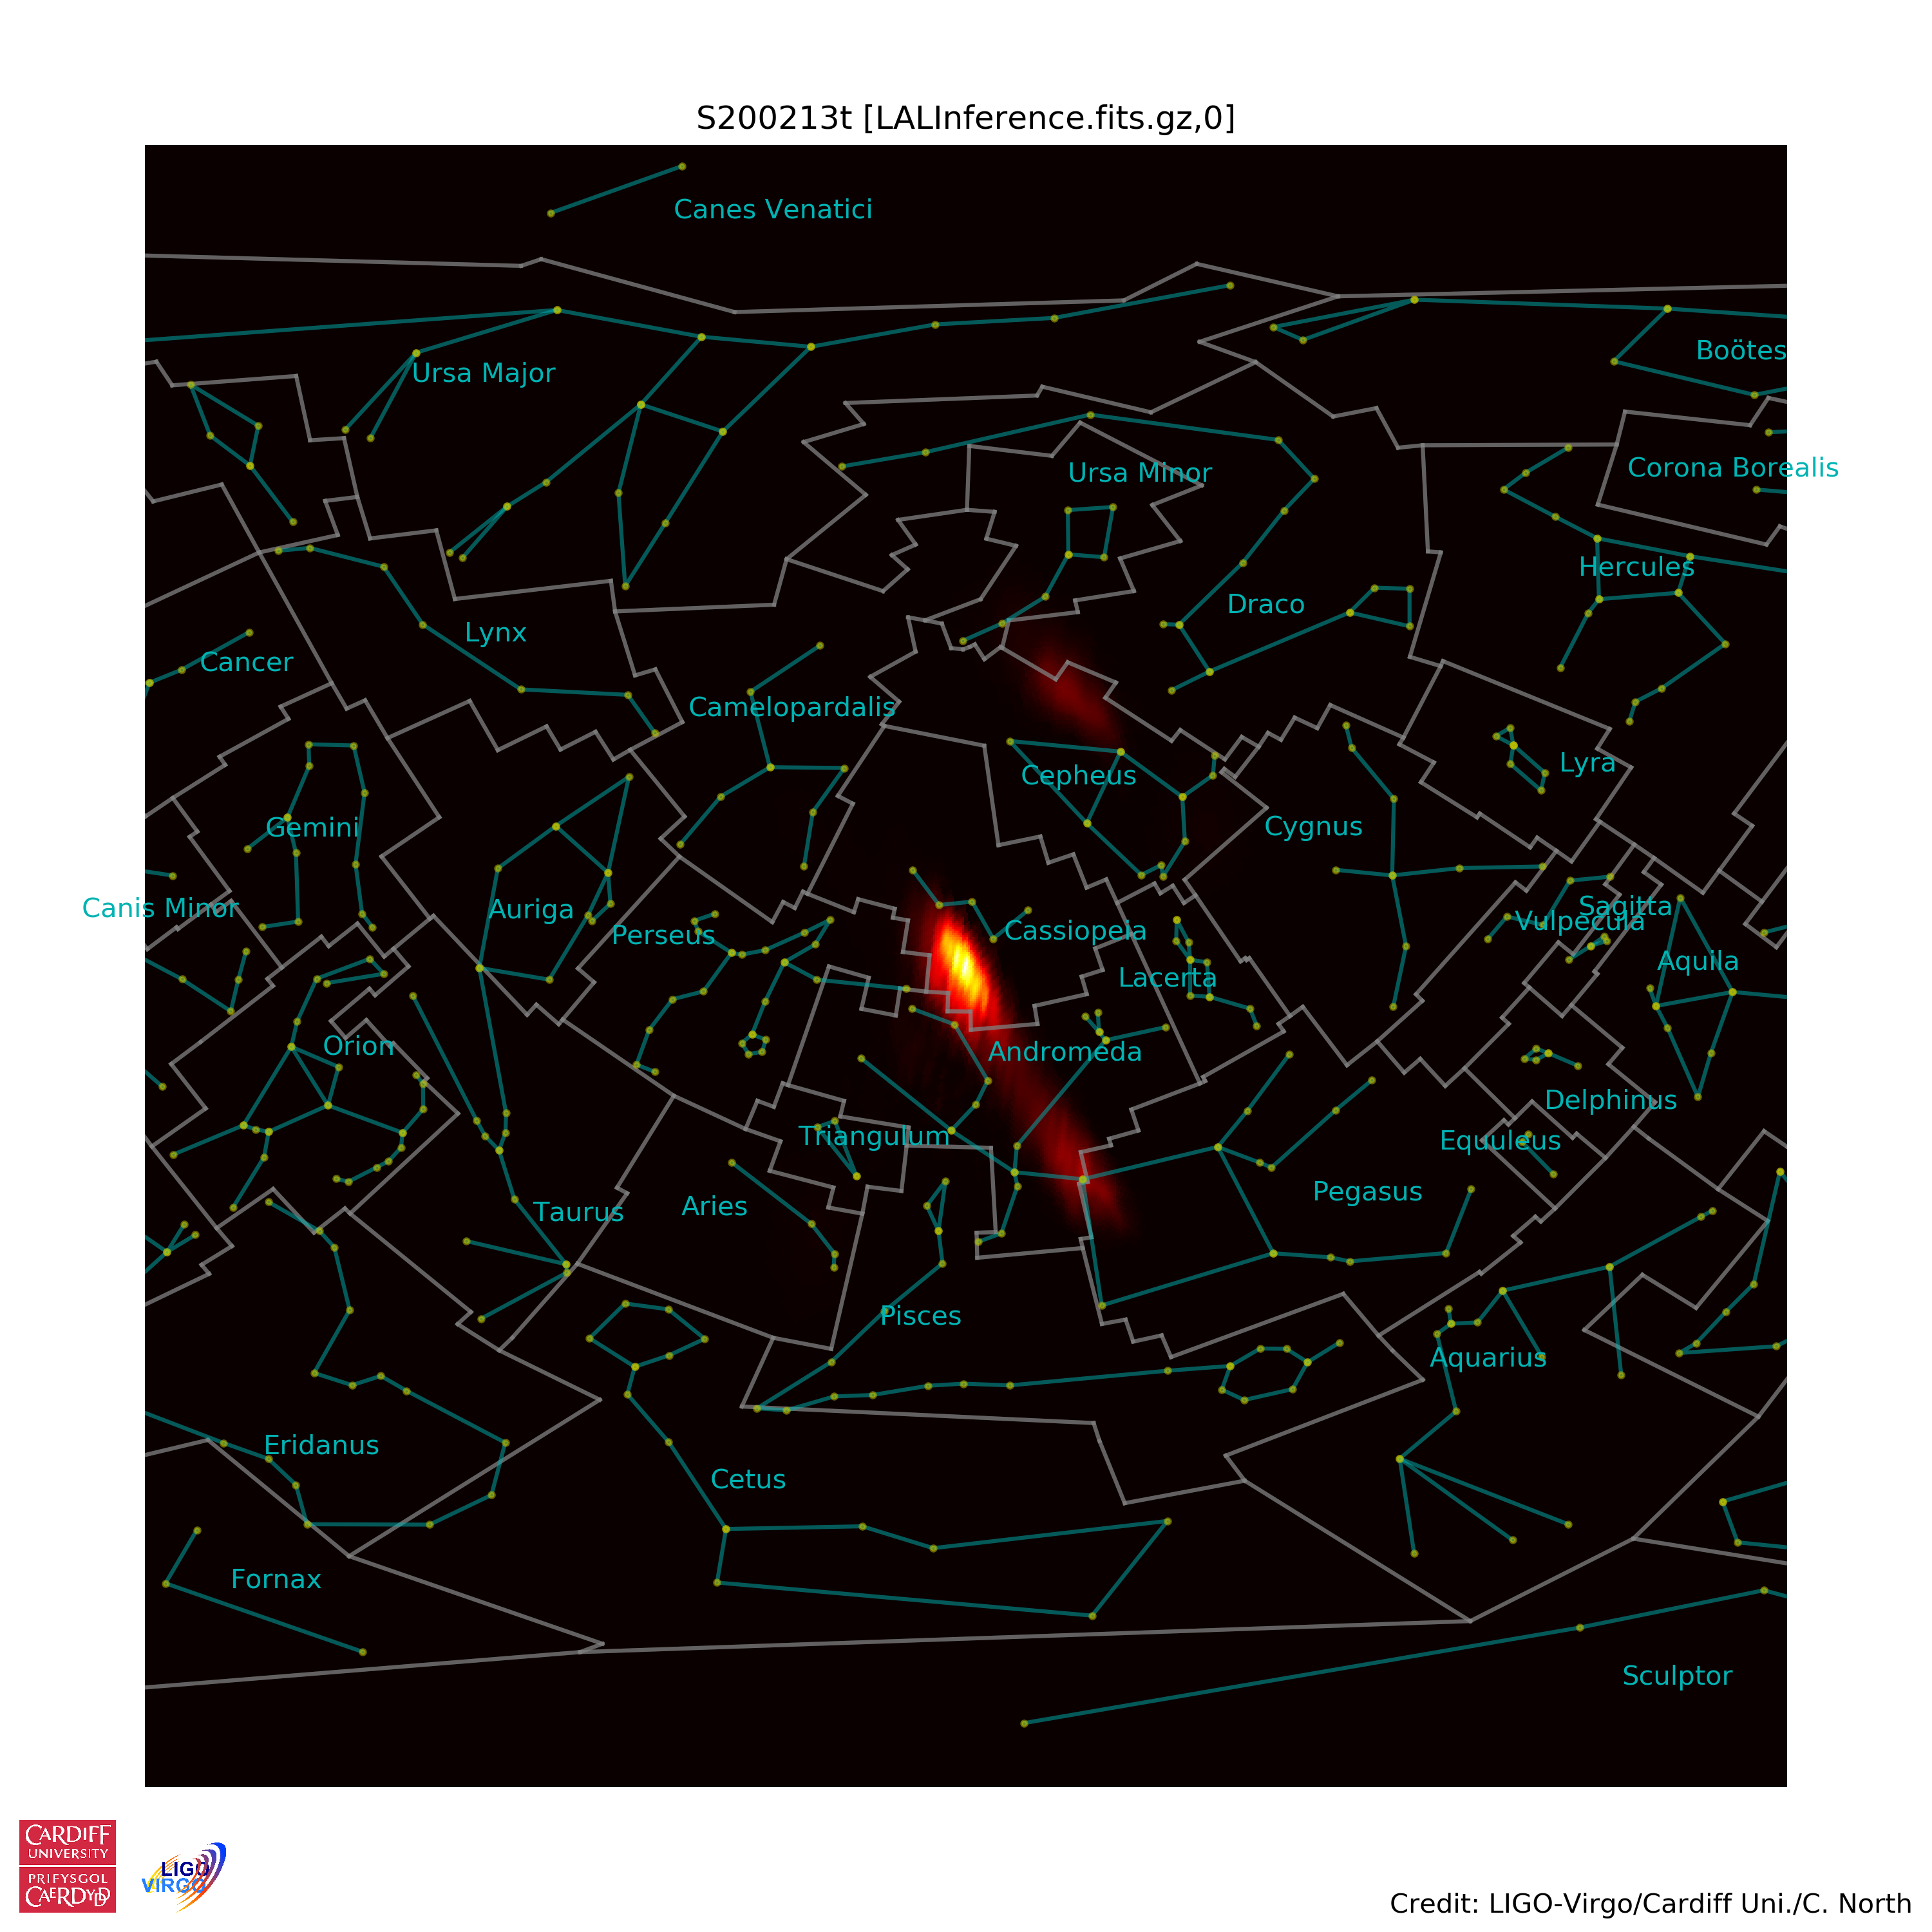 S200213t [LALInference.fits.gz,0]
Canes Venatici
Boötes
Ursa Major
Ursa Minor
Corona Borealis
Hercules
Draco
Lynx
Cancer
Camelopardalis
Lyra
Cepheus
Cygnus
Gemini
Canis Minor
Auriga
Sagitta
Vulpecula
Perseus
Cassiopeia
Aquila
Lacerta
Orion
Andromeda
Delphinus
Triangulum
Equuleus
Pegasus
Aries
Taurus
Pisces
Aquarius
Eridanus
Cetus
Fornax
Sculptor
CARDIFF
UNIVERSITY
PRIFYSGOL
CAERDYDD
LIGO
VIRGO
Credit: LIGO-Virgo/Cardiff Uni./C. North